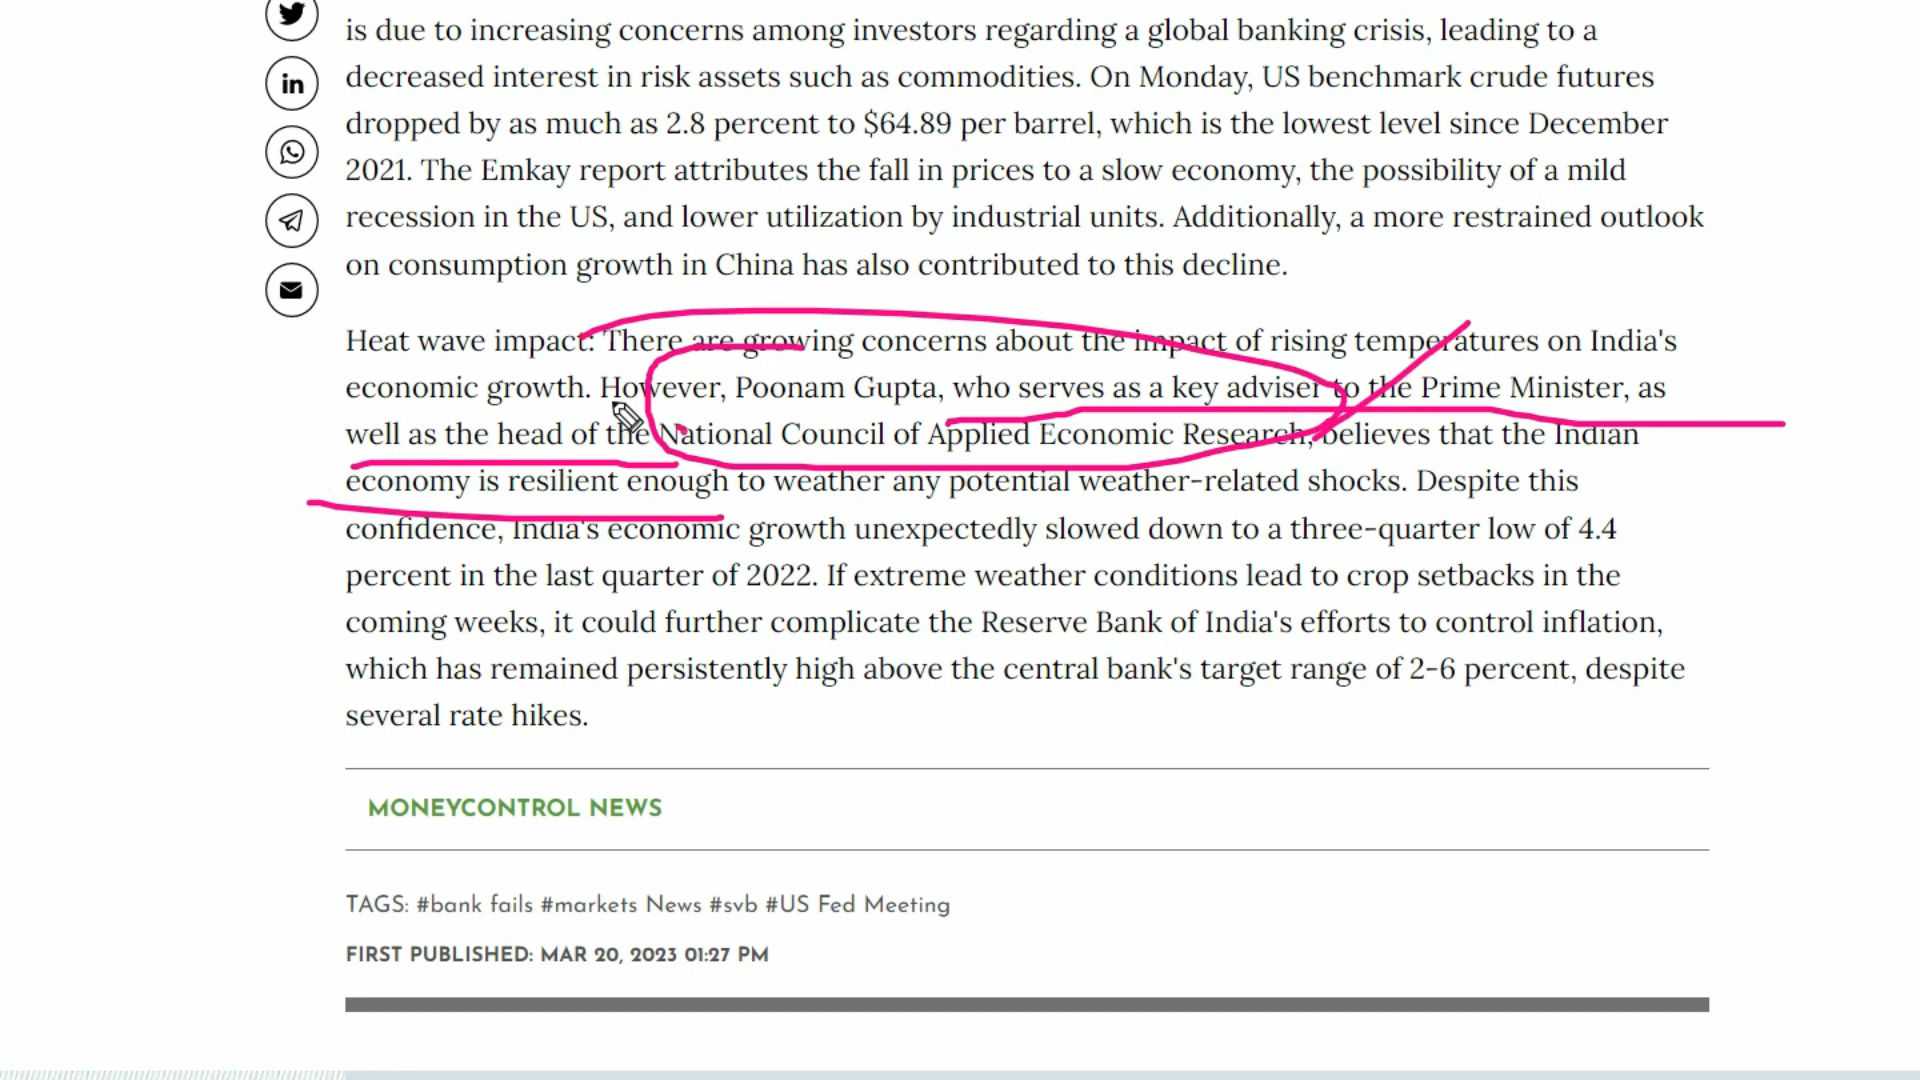 is due to increasing concerns among investors regarding a global banking crisis, leading to a
decreased interest in risk assets such as commodities. On Monday, US benchmark crude futures
dropped by as much as 2.8 percent to $64.89 per barrel, which is the lowest level since December
2021. The Emkay report attributes the fall in prices to a slow economy, the possibility of a mild
recession in the US, and lower utilization by industrial units. Additionally, a more restrained outlook
on consumption growth in China has also contributed to this decline.
Heat wave impact: There are growing concerns about the impact of rising temperatures on India's
economic growth. However, Poonam Gupta, who serves as a key adviser to the Prime Minister, as
well as the head of the National Council of Applied Economic Research, believes that the Indian
economy is resilient enough to weather any potential weather-related shocks. Despite this
confidence, India's economic growth unexpectedly slowed down to a three-quarter low of 4.4
percent in the last quarter of 2022. If extreme weather conditions lead to crop setbacks in the
coming weeks, it could further complicate the Reserve Bank of India's efforts to control inflation,
which has remained persistently high above the central bank's target range of 2-6 percent, despite
several rate hikes.
MONEYCONTROL NEWS
TAGS: #bank fails #markets News #svb #US Fed Meeting
FIRST PUBLISHED: MAR 20, 2023 01:27 PM